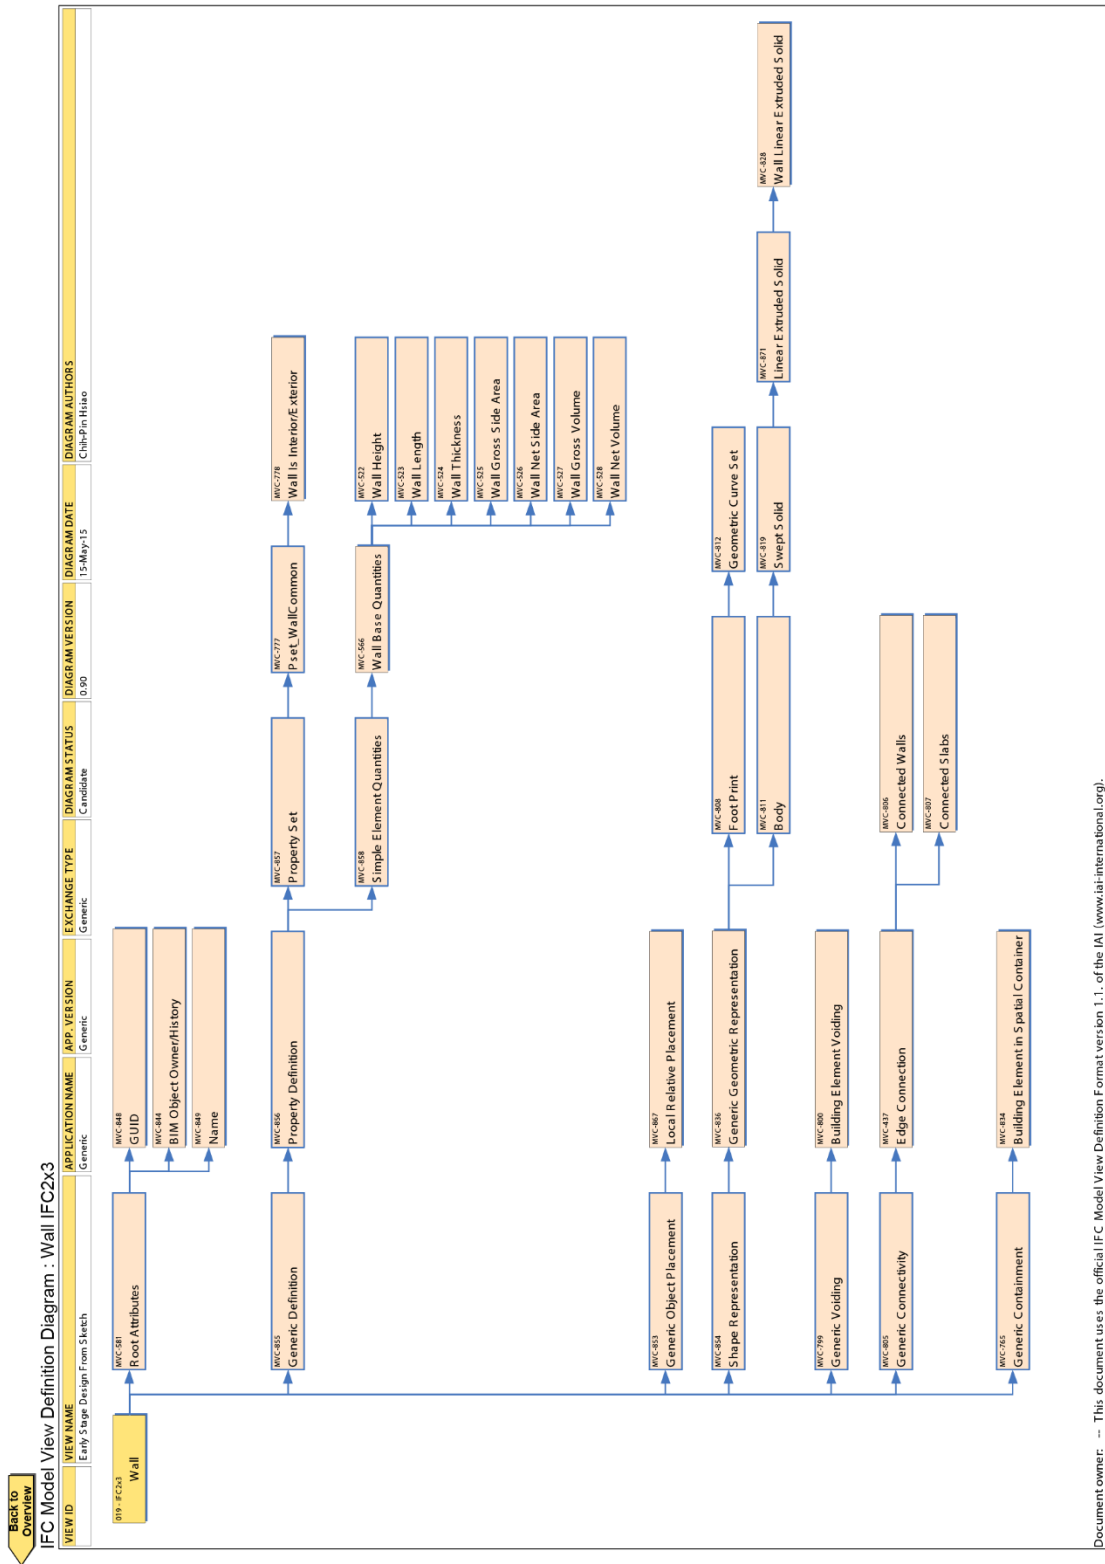 Back to
Overview
IFC Model View Definition Diagram : Wall IFC2x3
VIEW ID
VIEW NAME
APPLICATION NAME
APP. VERSION
EXCHANGE TYPE
DIAGRAM STATUS
DIAGRAM VERSION
DIAGRAM DATE
DIAGRAM AUTHORS
Early Stage Design From Sketch
Generic
Generic
Generic
Candidate
0.90
15-May-15
Chih-Pin Hsiao
019 - IFC2x3
Wall
MVC-581
Root Attributes
MVC-848
GUID
MVC-844
BIM Object Owner/History
MVC-849
Name
MVC-855
Generic Definition
MVC-856
Property Definition
MVC-857
Property Set
MVC-777
Pset_WallCommon
MVC-778
Wall Is Interior/Exterior
MVC-858
Simple Element Quantities
MVC-566
Wall Base Quantities
MVC-522
Wall Height
MVC-523
Wall Length
MVC-524
Wall Thickness
MVC-525
Wall Gross Side Area
MVC-526
Wall Net Side Area
MVC-527
Wall Gross Volume
MVC-528
Wall Net Volume
MVC-853
Generic Object Placement
MVC-867
Local Relative Placement
MVC-854
Shape Representation
MVC-836
Generic Geometric Representation
MVC-808
Foot Print
MVC-812
Geometric Curve Set
MVC-811
Body
MVC-819
Swept Solid
MVC-871
Linear Extruded Solid
MVC-828
Wall Linear Extruded Solid
MVC-799
Generic Voiding
MVC-800
Building Element Voiding
MVC-805
Generic Connectivity
MVC-437
Edge Connection
MVC-806
Connected Walls
MVC-807
Connected Slabs
MVC-765
Generic Containment
MVC-834
Building Element in Spatial Container
Document owner: -- This document uses the official IFC Model View Definition Format version 1.1. of the IAI (www.iai-international.org).